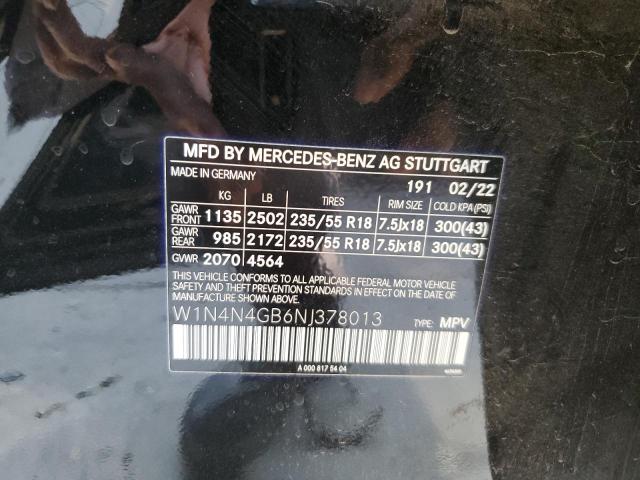 MFD BY MERCEDES-BENZ AG STUTTGART
MADE IN GERMANY
191 02/22
KG LB TIRES RIM SIZE COLD KPA(PSI)
GAWR FRONT 1135 2502 235/55 R18 7.5Jx18 300(43)
GAWR REAR 985 2172 235/55 R18 7.5Jx18 300(43)
GVWR 2070 4564
THIS VEHICLE CONFORMS TO ALL APPLICABLE FEDERAL MOTOR VEHICLE
SAFETY AND THEFT PREVENTION STANDARDS IN EFFECT ON THE DATE
OF MANUFACTURE SHOWN ABOVE.
W1N4N4GB6NJ378013 TYPE: MPV
A 000 817 54 04